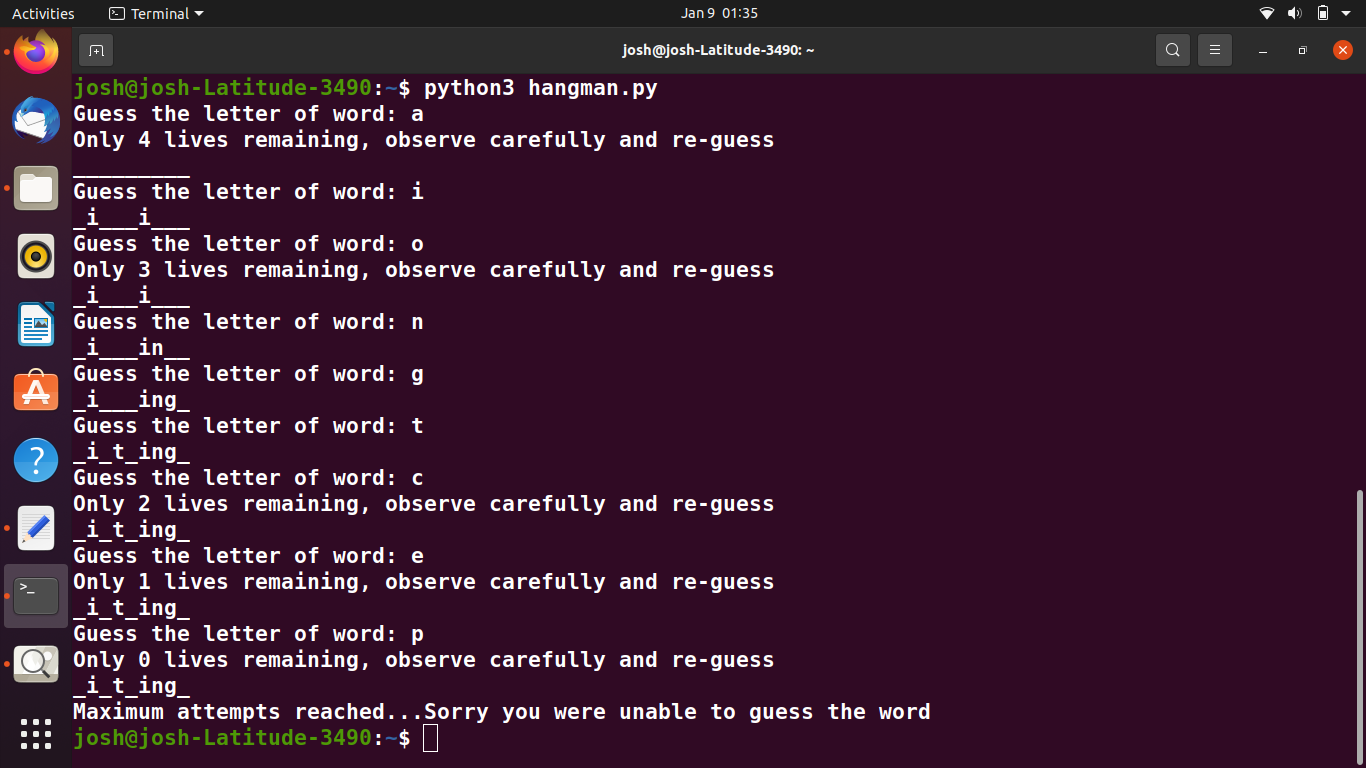 Activities
Terminal
Jan 9 01:35
josh@josh-Latitude-3490: ~
josh@josh-Latitude-3490:~$ python3 hangman.py
Guess the letter of word: a
Only 4 lives remaining, observe carefully and re-guess
_________
Guess the letter of word: i
_i___i___
Guess the letter of word: o
Only 3 lives remaining, observe carefully and re-guess
_i___i___
Guess the letter of word: n
_i___in__
Guess the letter of word: g
_i___ing_
Guess the letter of word: t
_i_t_ing_
Guess the letter of word: c
Only 2 lives remaining, observe carefully and re-guess
_i_t_ing_
Guess the letter of word: e
Only 1 lives remaining, observe carefully and re-guess
_i_t_ing_
Guess the letter of word: p
Only 0 lives remaining, observe carefully and re-guess
_i_t_ing_
Maximum attempts reached...Sorry you were unable to guess the word
josh@josh-Latitude-3490:~$